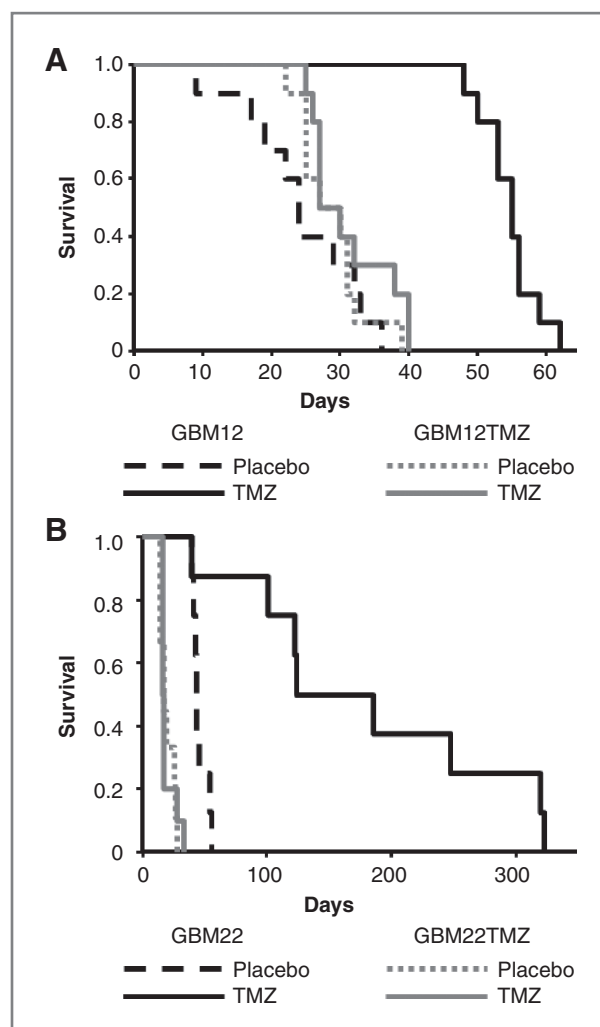 A
1.0
0.8
0.6
0.4
0.2
0
Survival
0 10 20 30 40 50 60
Days
GBM12 GBM12TMZ
Placebo Placebo
TMZ TMZ
B
1.0
0.8
0.6
0.4
0.2
0
Survival
0 100 200 300
Days
GBM22 GBM22TMZ
Placebo Placebo
TMZ TMZ